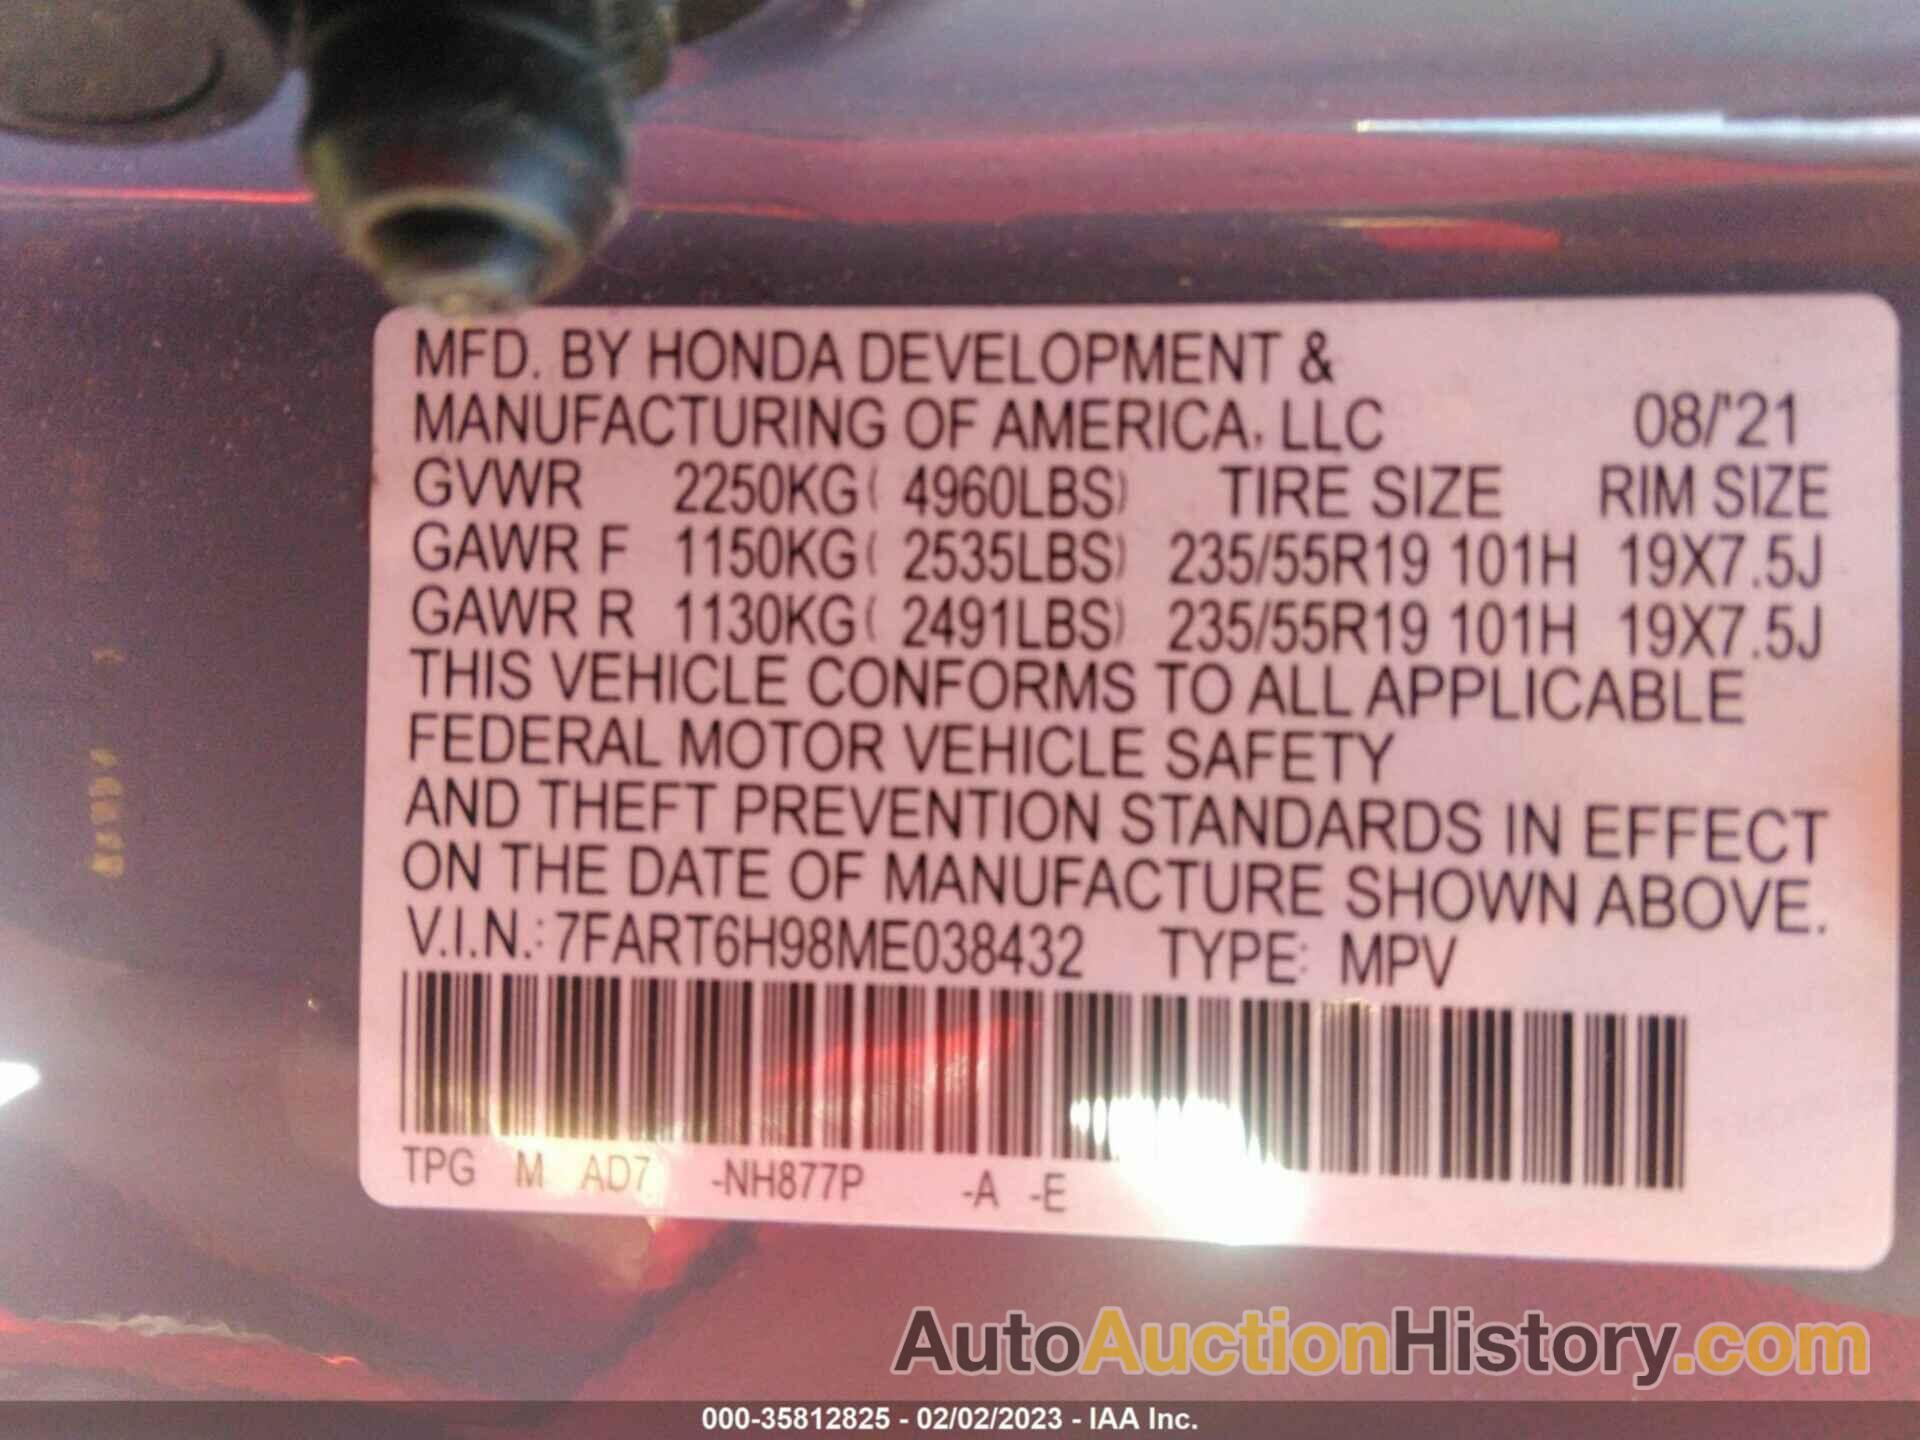 MFD. BY HONDA DEVELOPMENT &
MANUFACTURING OF AMERICA, LLC 08/'21
GVWR 2250KG( 4960LBS) TIRE SIZE RIM SIZE
GAWR F 1150KG( 2535LBS) 235/55R19 101H 19X7.5J
GAWR R 1130KG( 2491LBS) 235/55R19 101H 19X7.5J
THIS VEHICLE CONFORMS TO ALL APPLICABLE
FEDERAL MOTOR VEHICLE SAFETY
AND THEFT PREVENTION STANDARDS IN EFFECT
ON THE DATE OF MANUFACTURE SHOWN ABOVE.
V.I.N.: 7FART6H98ME038432 TYPE: MPV
TPG M AD7 -NH877P -A -E
AutoAuctionHistory.com
000-35812825 - 02/02/2023 - IAA Inc.